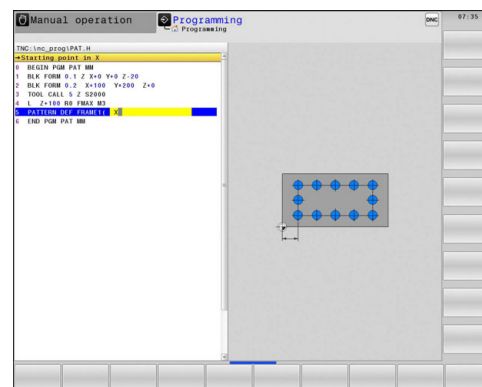 Manual operation
Programming
Programming
DNC
07:35
TNC:\nc_prog\PAT.H
→Starting point in X
0 BEGIN PGM PAT MM
1 BLK FORM 0.1 Z X+0 Y+0 Z-20
2 BLK FORM 0.2 X+100 Y+200 Z+0
3 TOOL CALL 5 Z S2000
4 L Z+100 R0 FMAX M3
5 PATTERN DEF FRAME1( X
6 END PGM PAT MM